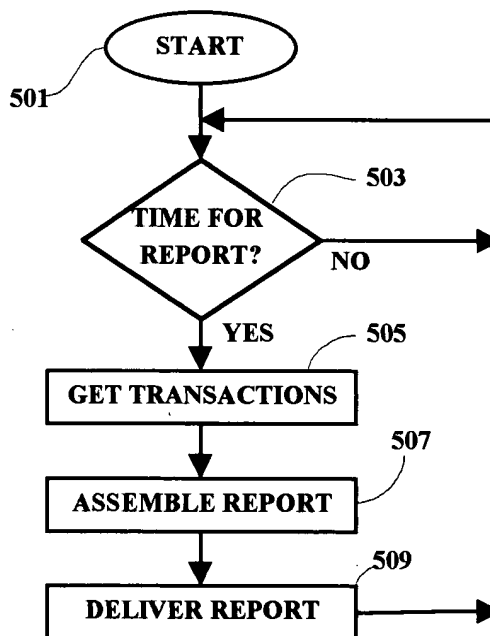 START
501
503
TIME FOR
REPORT?
NO
YES
505
GET TRANSACTIONS
507
ASSEMBLE REPORT
509
DELIVER REPORT